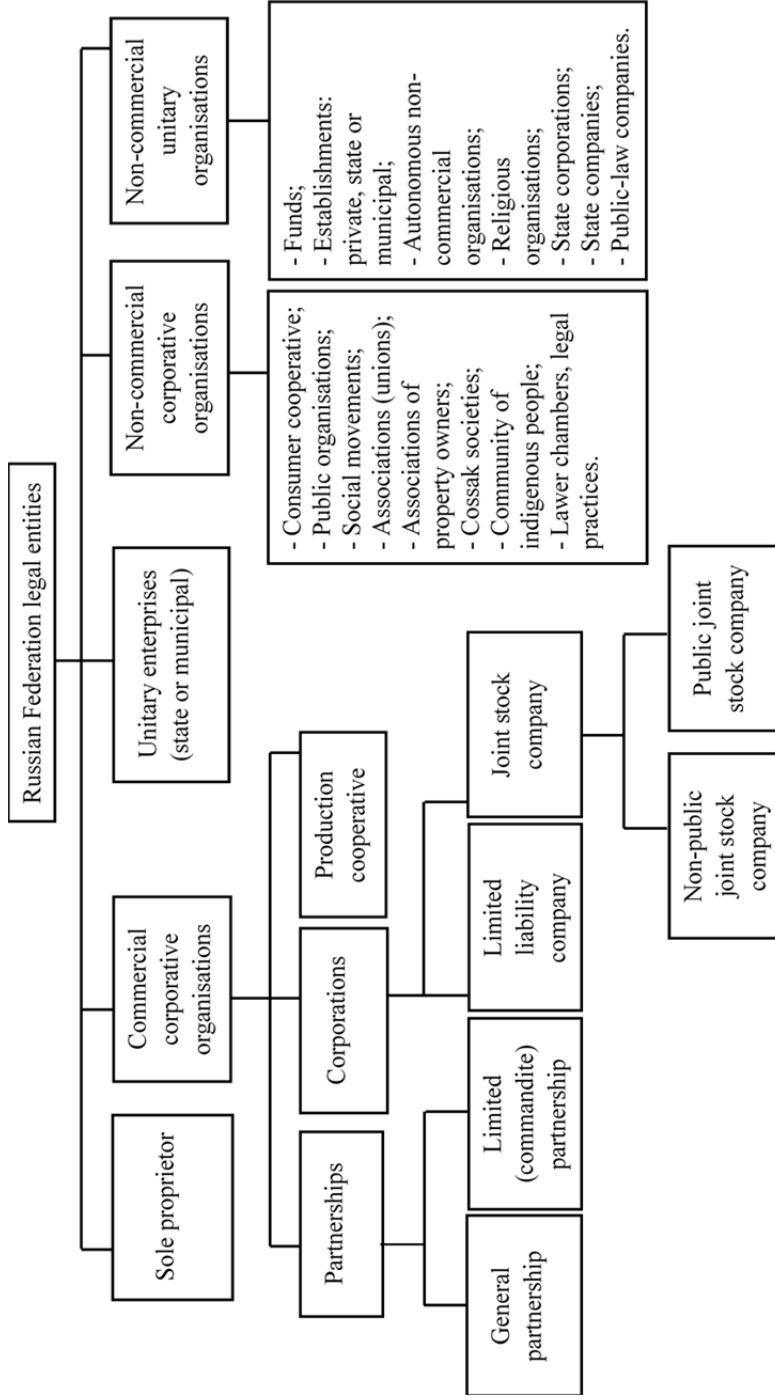 Russian Federation legal entities
Sole proprietor
Commercial
corporative
organisations
Unitary enterprises
(state or municipal)
Non-commercial
corporative
organisations
Non-commercial
unitary
organisations
Partnerships
Corporations
Production
cooperative
- Consumer cooperative;
- Public organisations;
- Social movements;
- Associations (unions);
- Associations of
property owners;
- Cossak societies;
- Community of
indigenous people;
- Lawer chambers, legal
practices.
- Funds;
- Establishments:
private, state or
municipal;
- Autonomous non-
commercial
organisations;
- Religious
organisations;
- State corporations;
- State companies;
- Public-law companies.
General
partnership
Limited
(commandite)
partnership
Limited
liability
company
Joint stock
company
Non-public
joint stock
company
Public joint
stock company